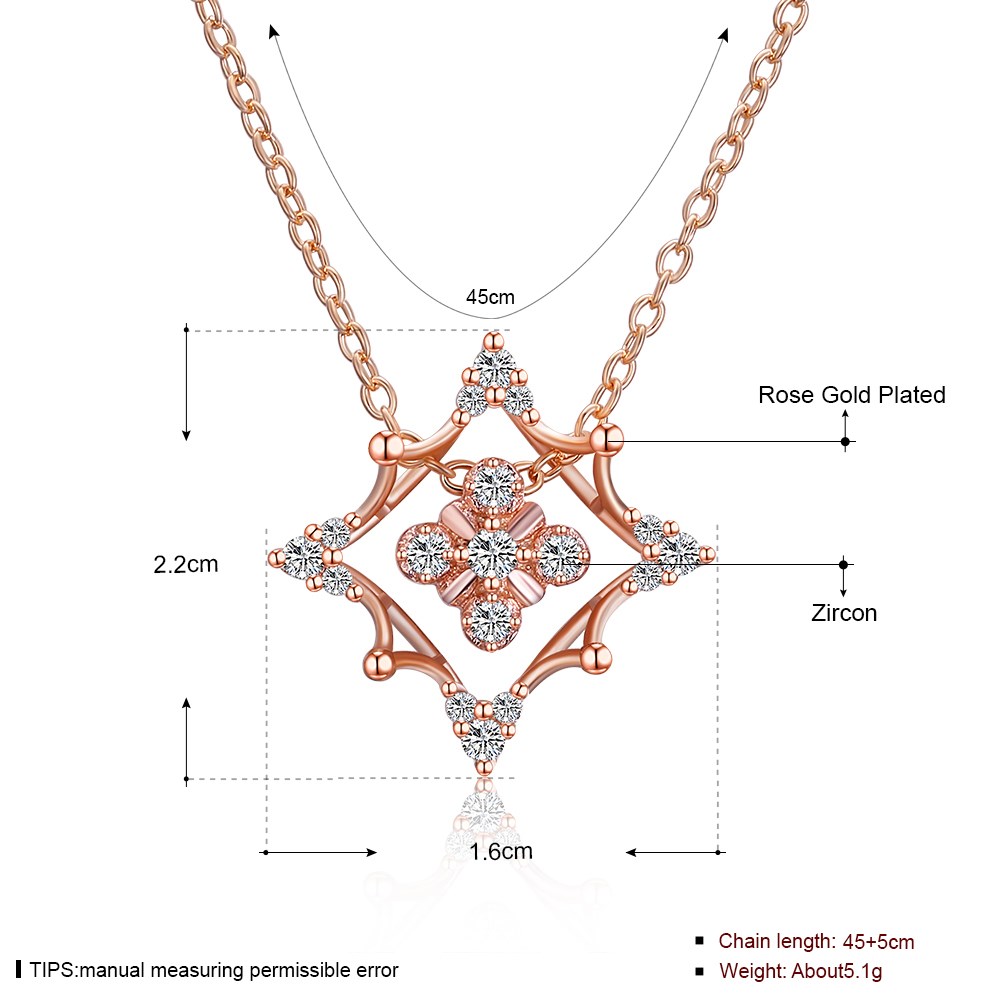 45cm
Rose Gold Plated
2.2cm
Zircon
1.6cm
Chain length: 45+5cm
TIPS:manual measuring permissible error
Weight: About5.1g